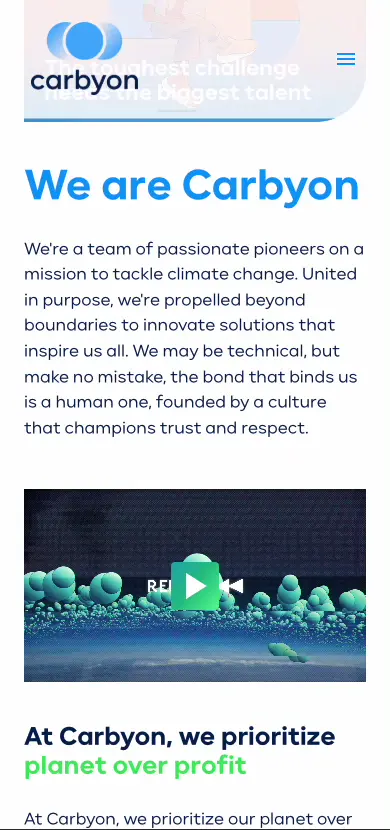 The toughest challenge
needs the biggest talent
carbyon
We are Carbyon
We're a team of passionate pioneers on a
mission to tackle climate change. United
in purpose, we're propelled beyond
boundaries to innovate solutions that
inspire us all. We may be technical, but
make no mistake, the bond that binds us
is a human one, founded by a culture
that champions trust and respect.
At Carbyon, we prioritize
planet over profit
At Carbyon, we prioritize our planet over